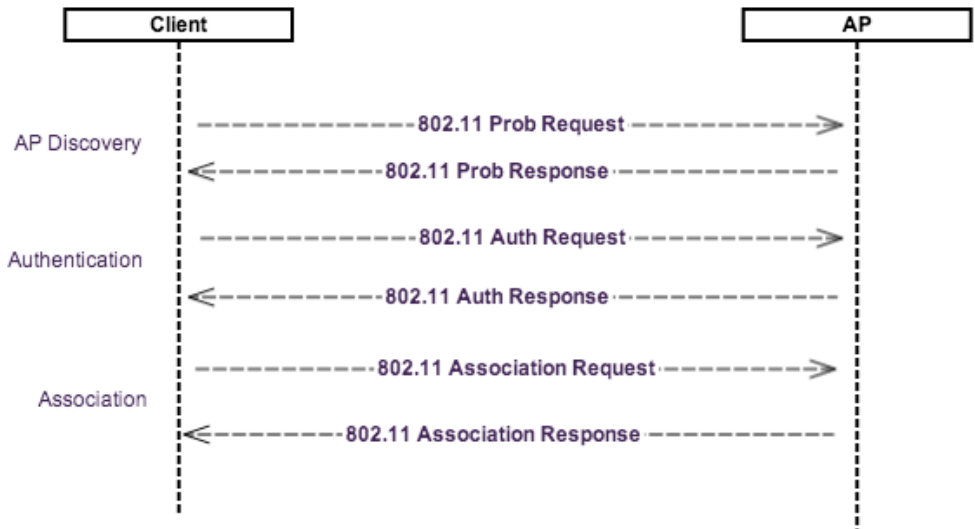 Client
AP
802.11 Prob Request
AP Discovery
802.11 Prob Response
802.11 Auth Request
Authentication
802.11 Auth Response
802.11 Association Request
Association
802.11 Association Response